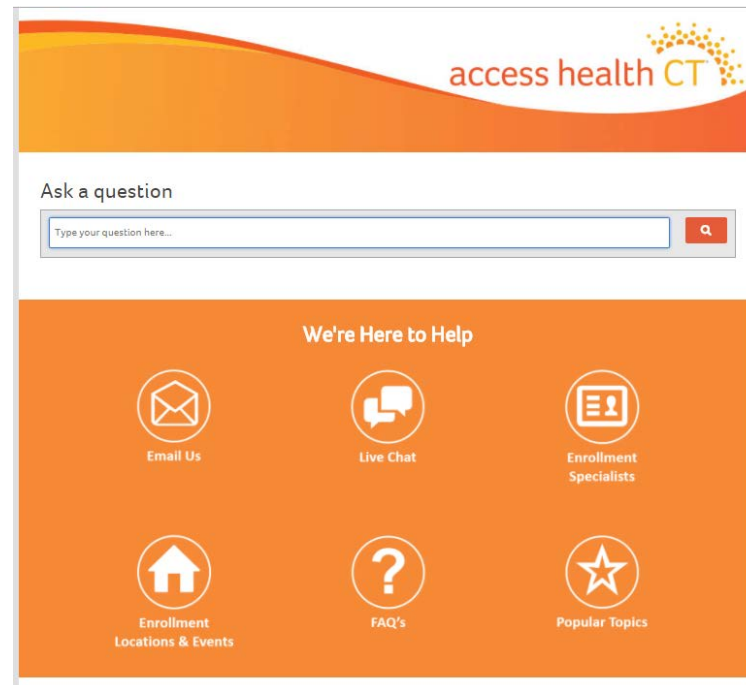 access health CT
Ask a question
Type your question here...
We're Here to Help
Email Us
Live Chat
Enrollment
Specialists
Enrollment
Locations & Events
FAQ's
Popular Topics